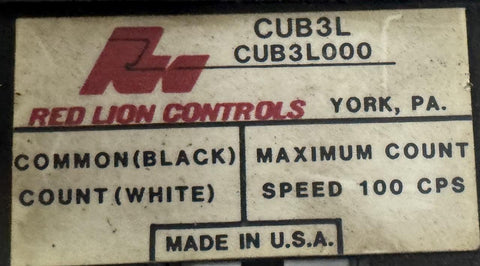 CUB3L
CUB3L000
RED LION CONTROLS YORK, PA.
COMMON(BLACK)
COUNT(WHITE)
MAXIMUM COUNT
SPEED 100 CPS
MADE IN U.S.A.